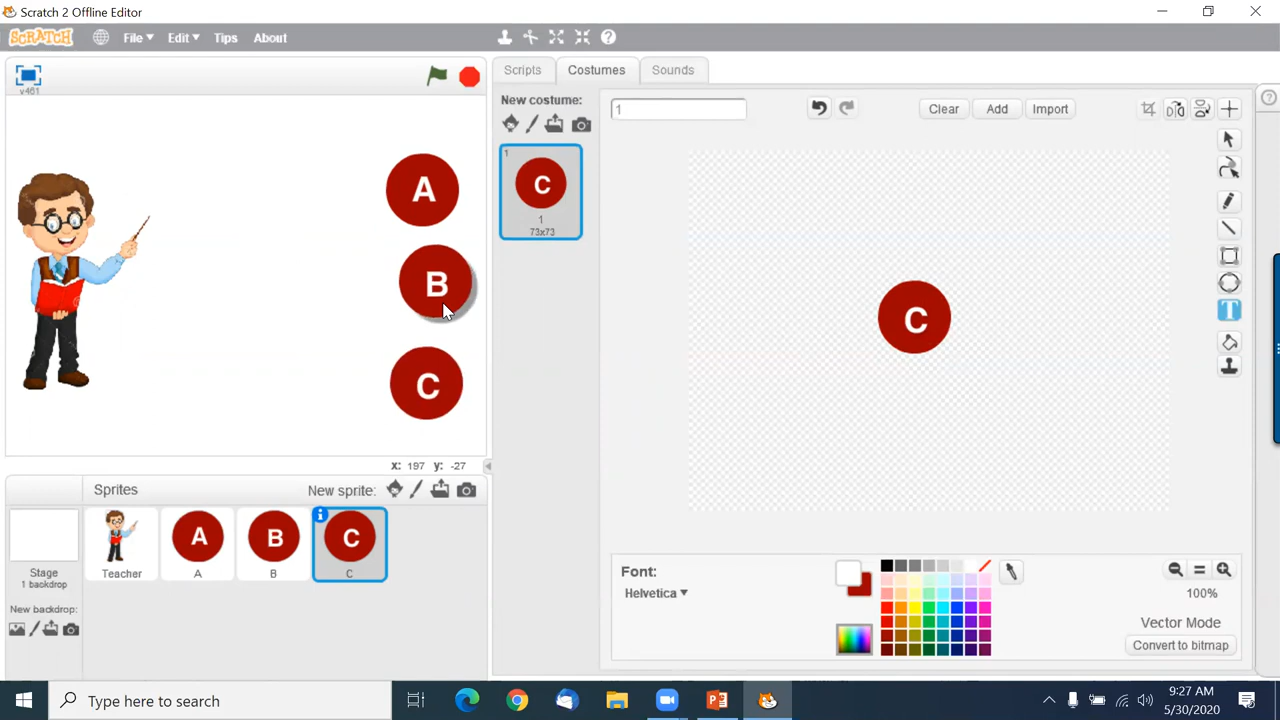 Scratch 2 Offline Editor
SCRATCH File Edit Tips About
v461
Scripts Costumes Sounds
New costume:
1
Clear Add Import
1
C
1
73x73
A
B
C
C
x: 197 y: -27
Sprites New sprite:
A B C
Teacher A B C
Stage
1 backdrop
New backdrop:
Font:
Helvetica
T
100%
Vector Mode
Convert to bitmap
Type here to search
9:27 AM
5/30/2020